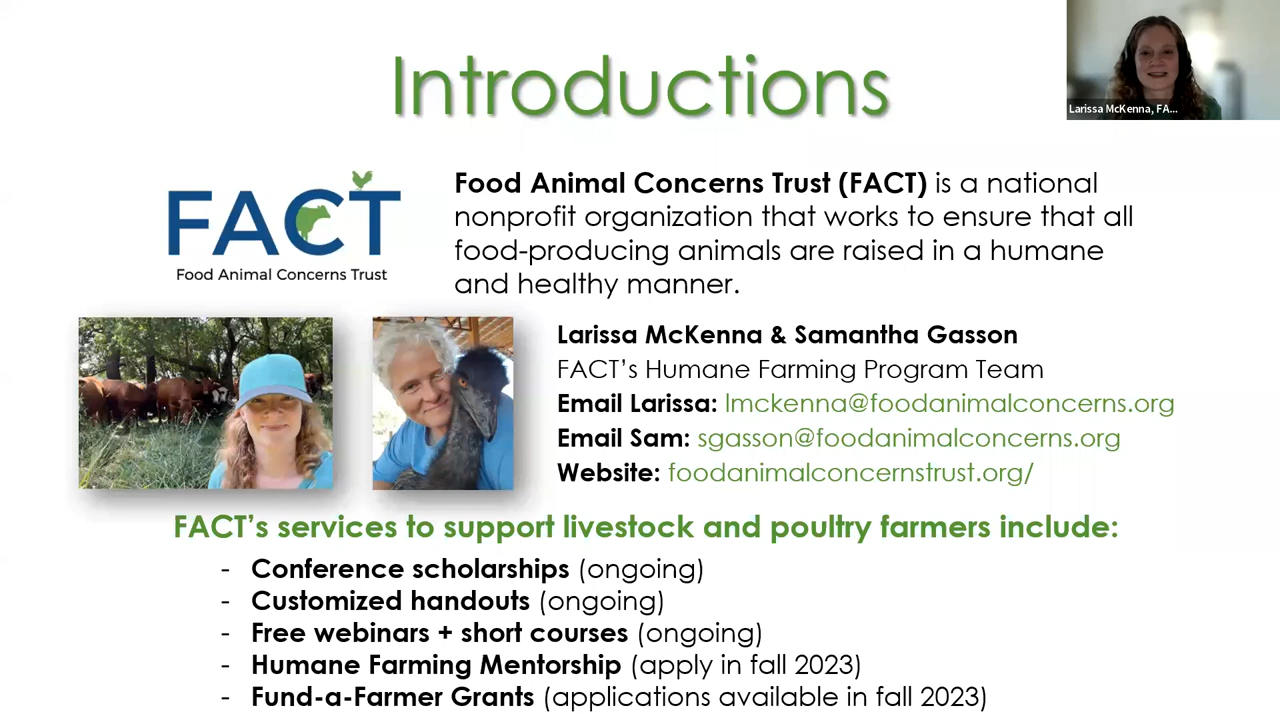 Introductions
Larissa McKenna, FA...
FACT
Food Animal Concerns Trust
Food Animal Concerns Trust (FACT) is a national
nonprofit organization that works to ensure that all
food-producing animals are raised in a humane
and healthy manner.
Larissa McKenna & Samantha Gasson
FACT's Humane Farming Program Team
Email Larissa: lmckenna@foodanimalconcerns.org
Email Sam: sgasson@foodanimalconcerns.org
Website: foodanimalconcernstrust.org/
FACT's services to support livestock and poultry farmers include:
- Conference scholarships (ongoing)
- Customized handouts (ongoing)
- Free webinars + short courses (ongoing)
- Humane Farming Mentorship (apply in fall 2023)
- Fund-a-Farmer Grants (applications available in fall 2023)